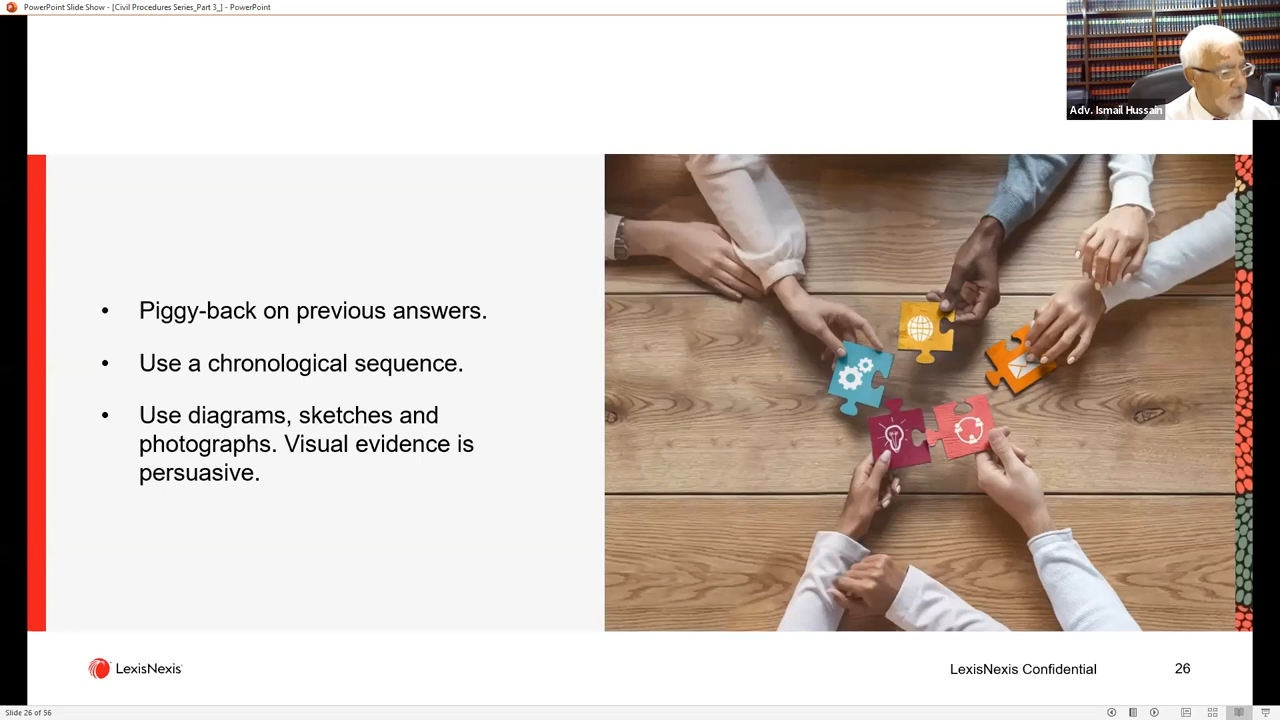 PowerPoint Slide Show - [Civil Procedures Series_Part 3_] - PowerPoint
Adv. Ismail Hussain
• Piggy-back on previous answers.
• Use a chronological sequence.
• Use diagrams, sketches and
photographs. Visual evidence is
persuasive.
LexisNexis
LexisNexis Confidential
26
Slide 26 of 56